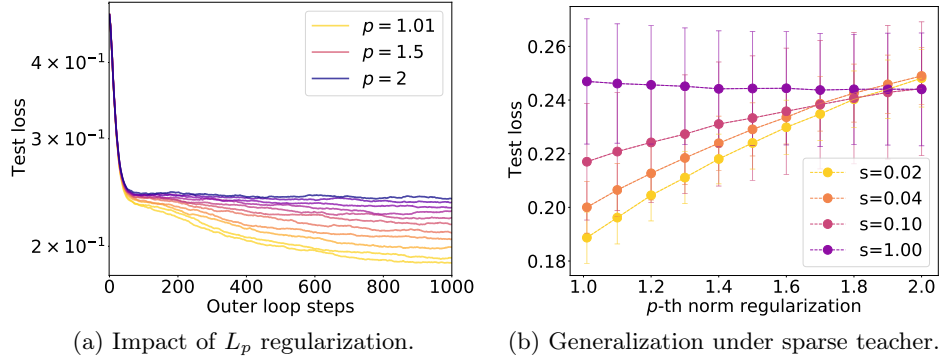 4 × 10⁻¹
3 × 10⁻¹
2 × 10⁻¹
Test loss
0 200 400 600 800 1000
Outer loop steps
p = 1.01
p = 1.5
p = 2
(a) Impact of Lₚ regularization.
0.26
0.24
0.22
0.20
0.18
Test loss
1.0 1.2 1.4 1.6 1.8 2.0
p-th norm regularization
s=0.02
s=0.04
s=0.10
s=1.00
(b) Generalization under sparse teacher.